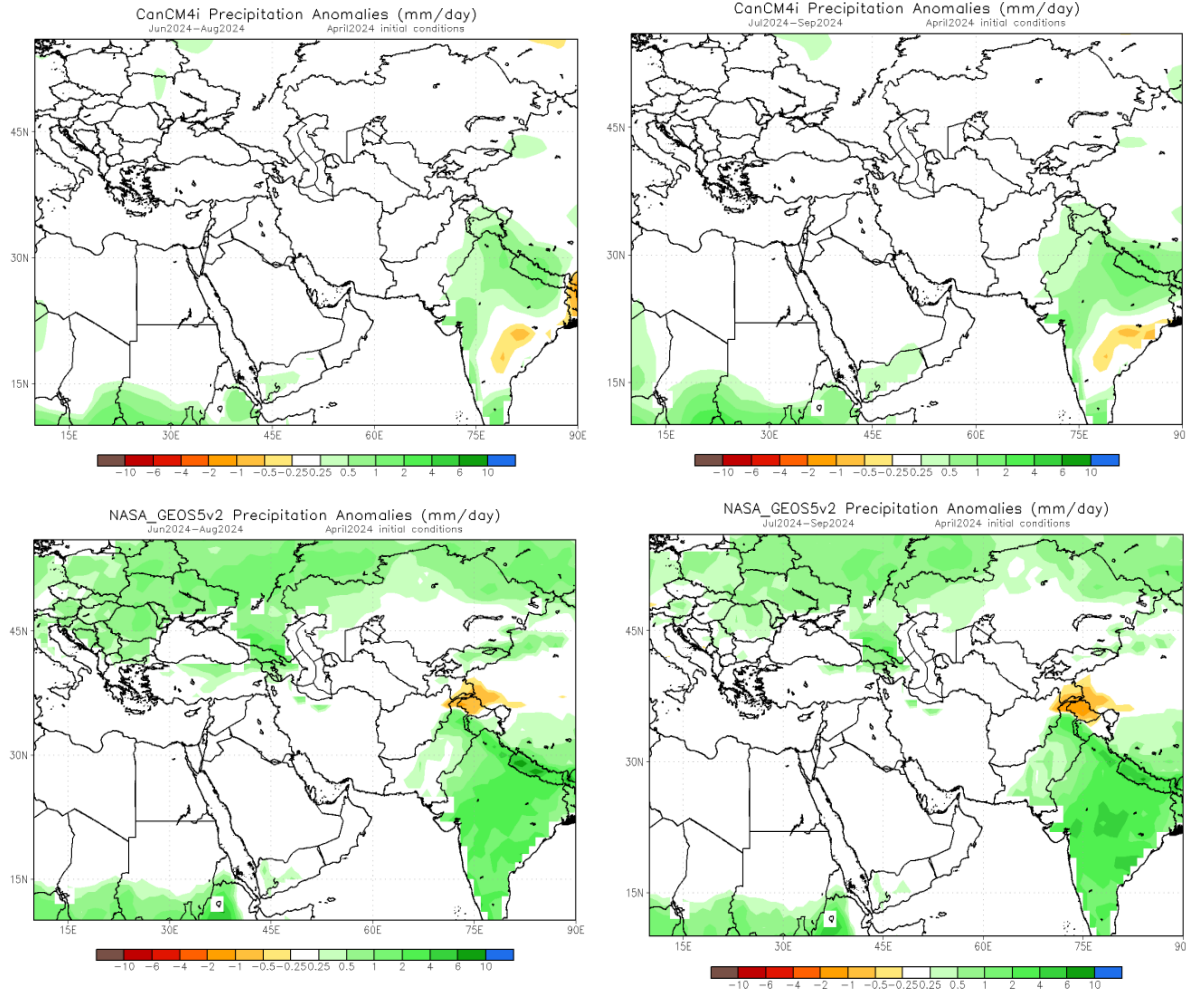 CanCM4i Precipitation Anomalies (mm/day)
Jun2024–Aug2024 April2024 initial conditions
45N
30N
15N
15E 30E 45E 60E 75E 90E
−10 −6 −4 −2 −1 −0.5 −0.25 0.25 0.5 1 2 4 6 10
CanCM4i Precipitation Anomalies (mm/day)
Jul2024–Sep2024 April2024 initial conditions
45N
30N
15N
15E 30E 45E 60E 75E 90E
−10 −6 −4 −2 −1 −0.5 −0.25 0.25 0.5 1 2 4 6 10
NASA_GEOS5v2 Precipitation Anomalies (mm/day)
Jun2024–Aug2024 April2024 initial conditions
45N
30N
15N
15E 30E 45E 60E 75E 90E
−10 −6 −4 −2 −1 −0.5 −0.25 0.25 0.5 1 2 4 6 10
NASA_GEOS5v2 Precipitation Anomalies (mm/day)
Jul2024–Sep2024 April2024 initial conditions
45N
30N
15N
15E 30E 45E 60E 75E 90E
−10 −6 −4 −2 −1 −0.5 −0.25 0.25 0.5 1 2 4 6 10